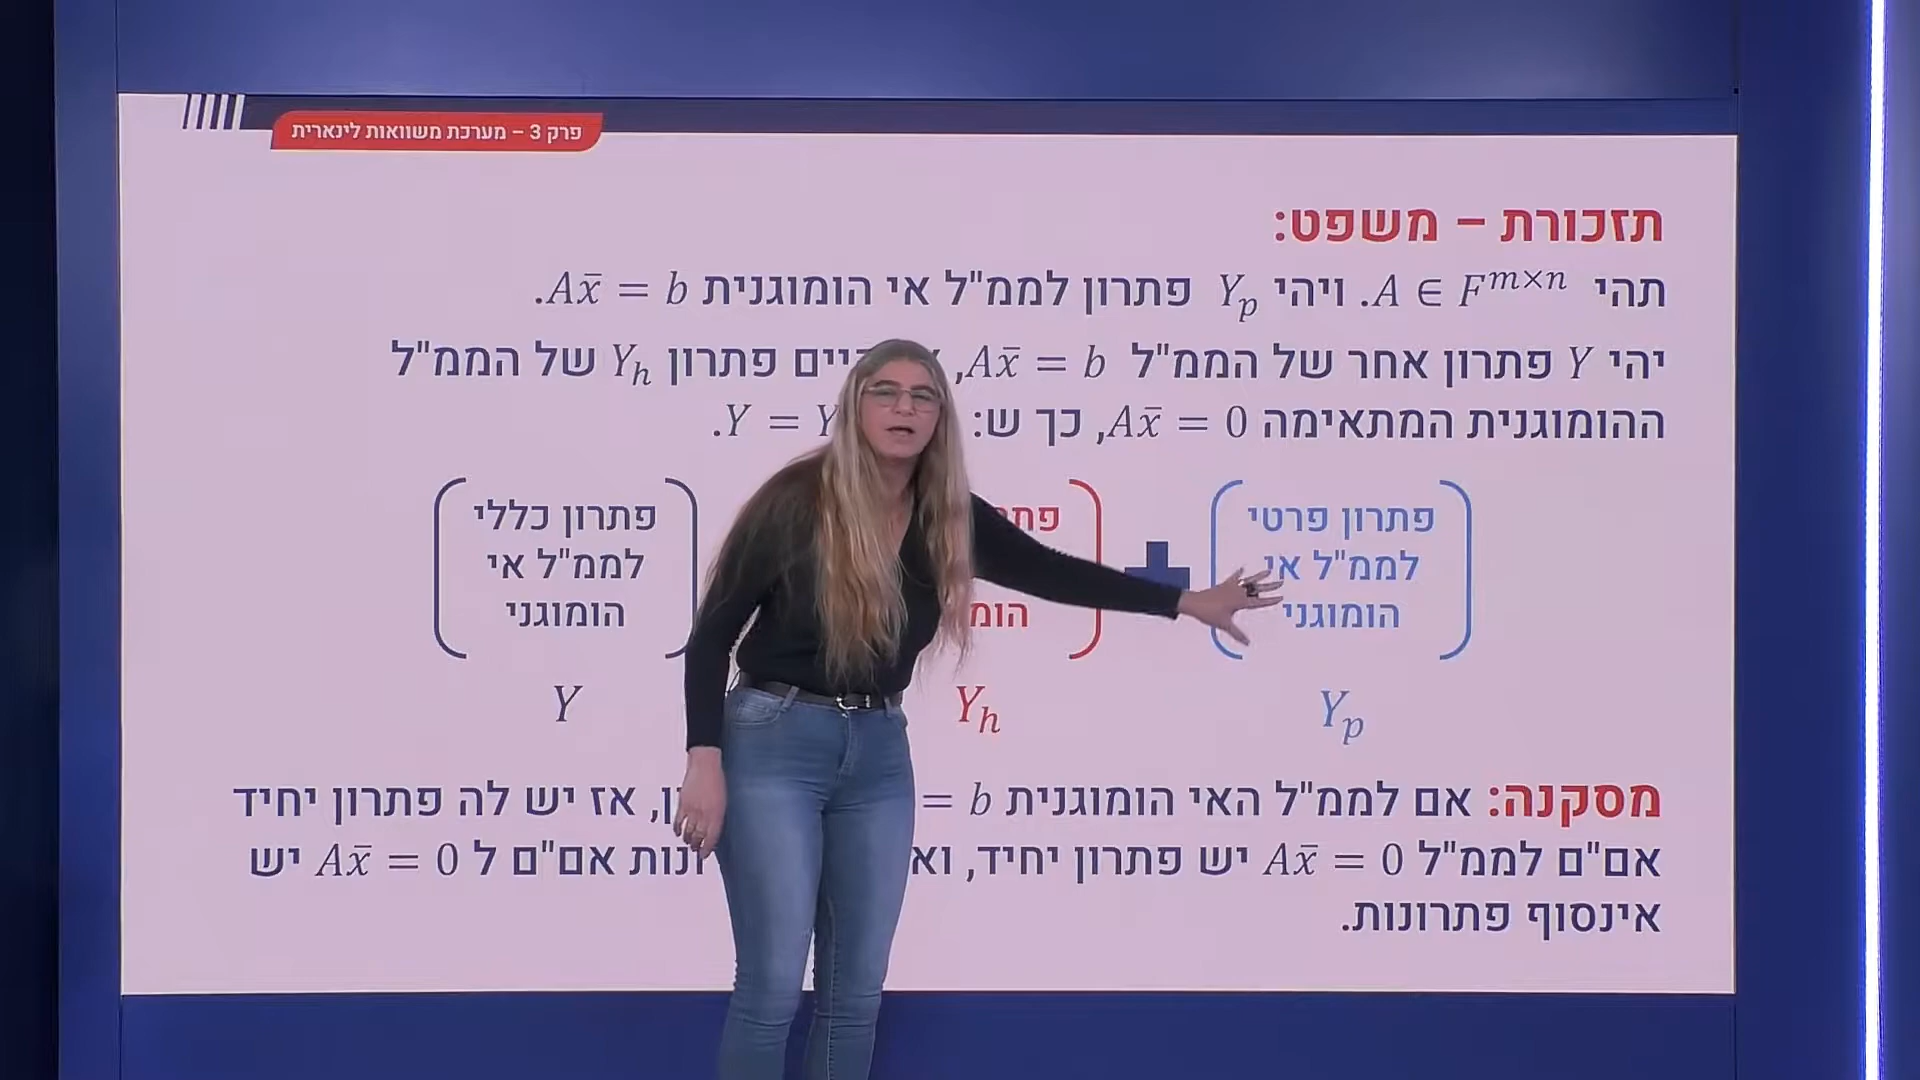 פרק 3 – מערכת משוואות לינארית
תזכורת – משפט:
תהי A ∈ F^{m×n}. ויהי Y_p פתרון לממ"ל אי הומוגנית Ax̄ = b.
יהי Y פתרון אחר של הממ"ל Ax̄ = b, פתרון Y_h של הממ"ל
ההומוגנית המתאימה Ax̄ = 0, כך ש: Y = Y
פתרון פרטי
לממ"ל אי
הומוגני
Y_p
Y_h
פתרון כללי
לממ"ל אי
הומוגני
Y
מסקנה: אם לממ"ל האי הומוגנית = b אז יש לה פתרון יחיד
אם"ם לממ"ל Ax̄ = 0 יש פתרון יחיד, אם"ם ל Ax̄ = 0 יש
אינסוף פתרונות.